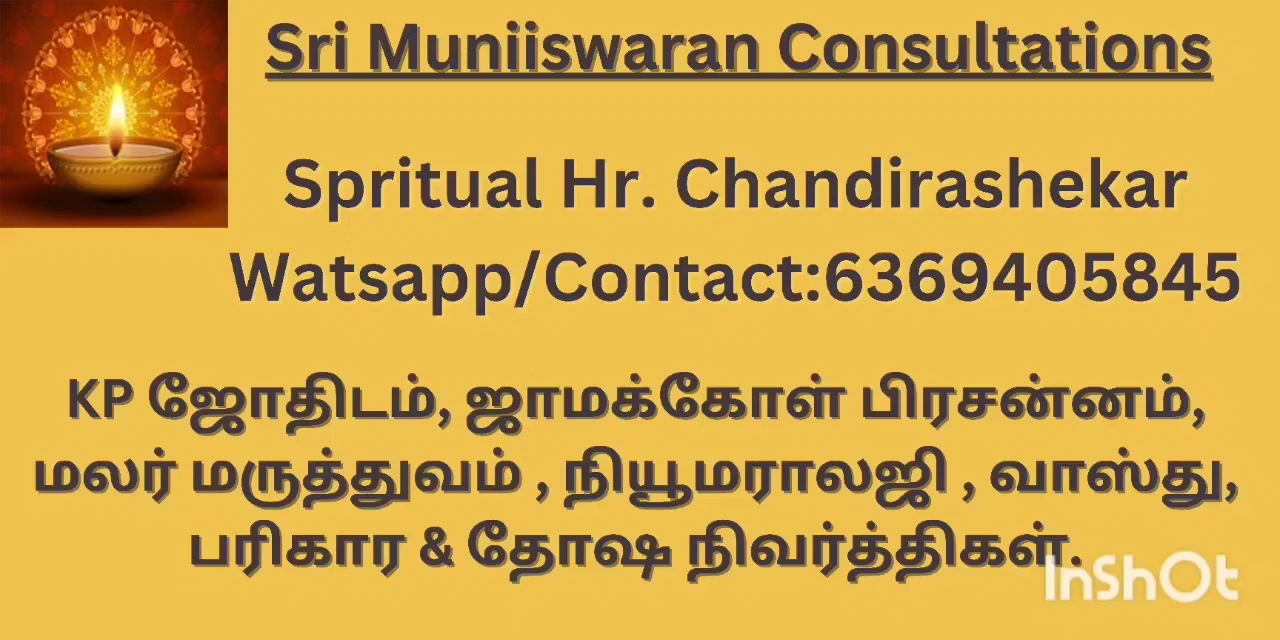 Sri Muniiswaran Consultations
Spritual Hr. Chandirashekar
Watsapp/Contact:6369405845
KP ஜோதிடம், ஜாமக்கோள் பிரசன்னம்,
மலர் மருத்துவம் , நியூமராலஜி , வாஸ்து,
பரிகார & தோஷ நிவர்த்திகள்.
InShOt